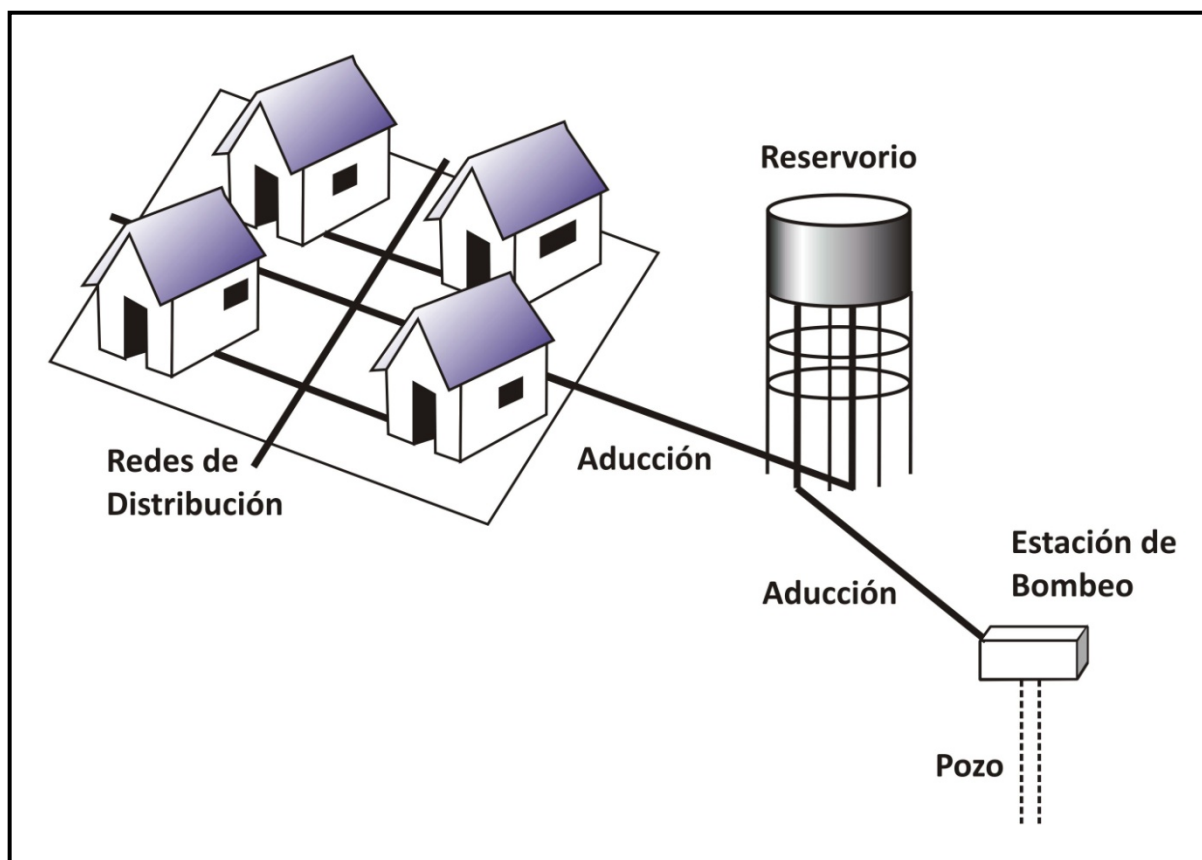 Reservorio
Redes de
Distribución
Aducción
Aducción
Estación de
Bombeo
Pozo